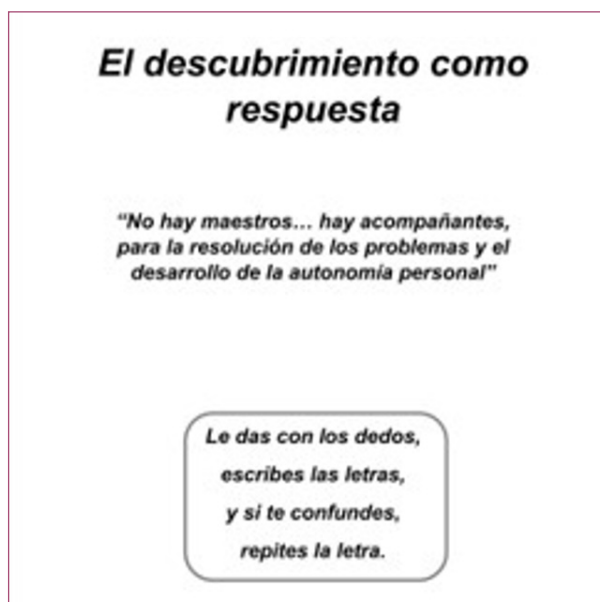 El descubrimiento como
respuesta
“No hay maestros... hay acompañantes,
para la resolución de los problemas y el
desarrollo de la autonomía personal”
Le das con los dedos,
escribes las letras,
y si te confundes,
repites la letra.